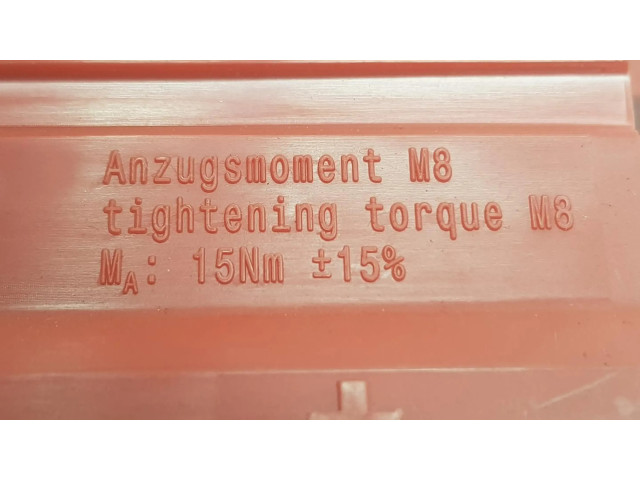 Anzugsmoment M8
tightening torque M8
MA: 15Nm ±15%